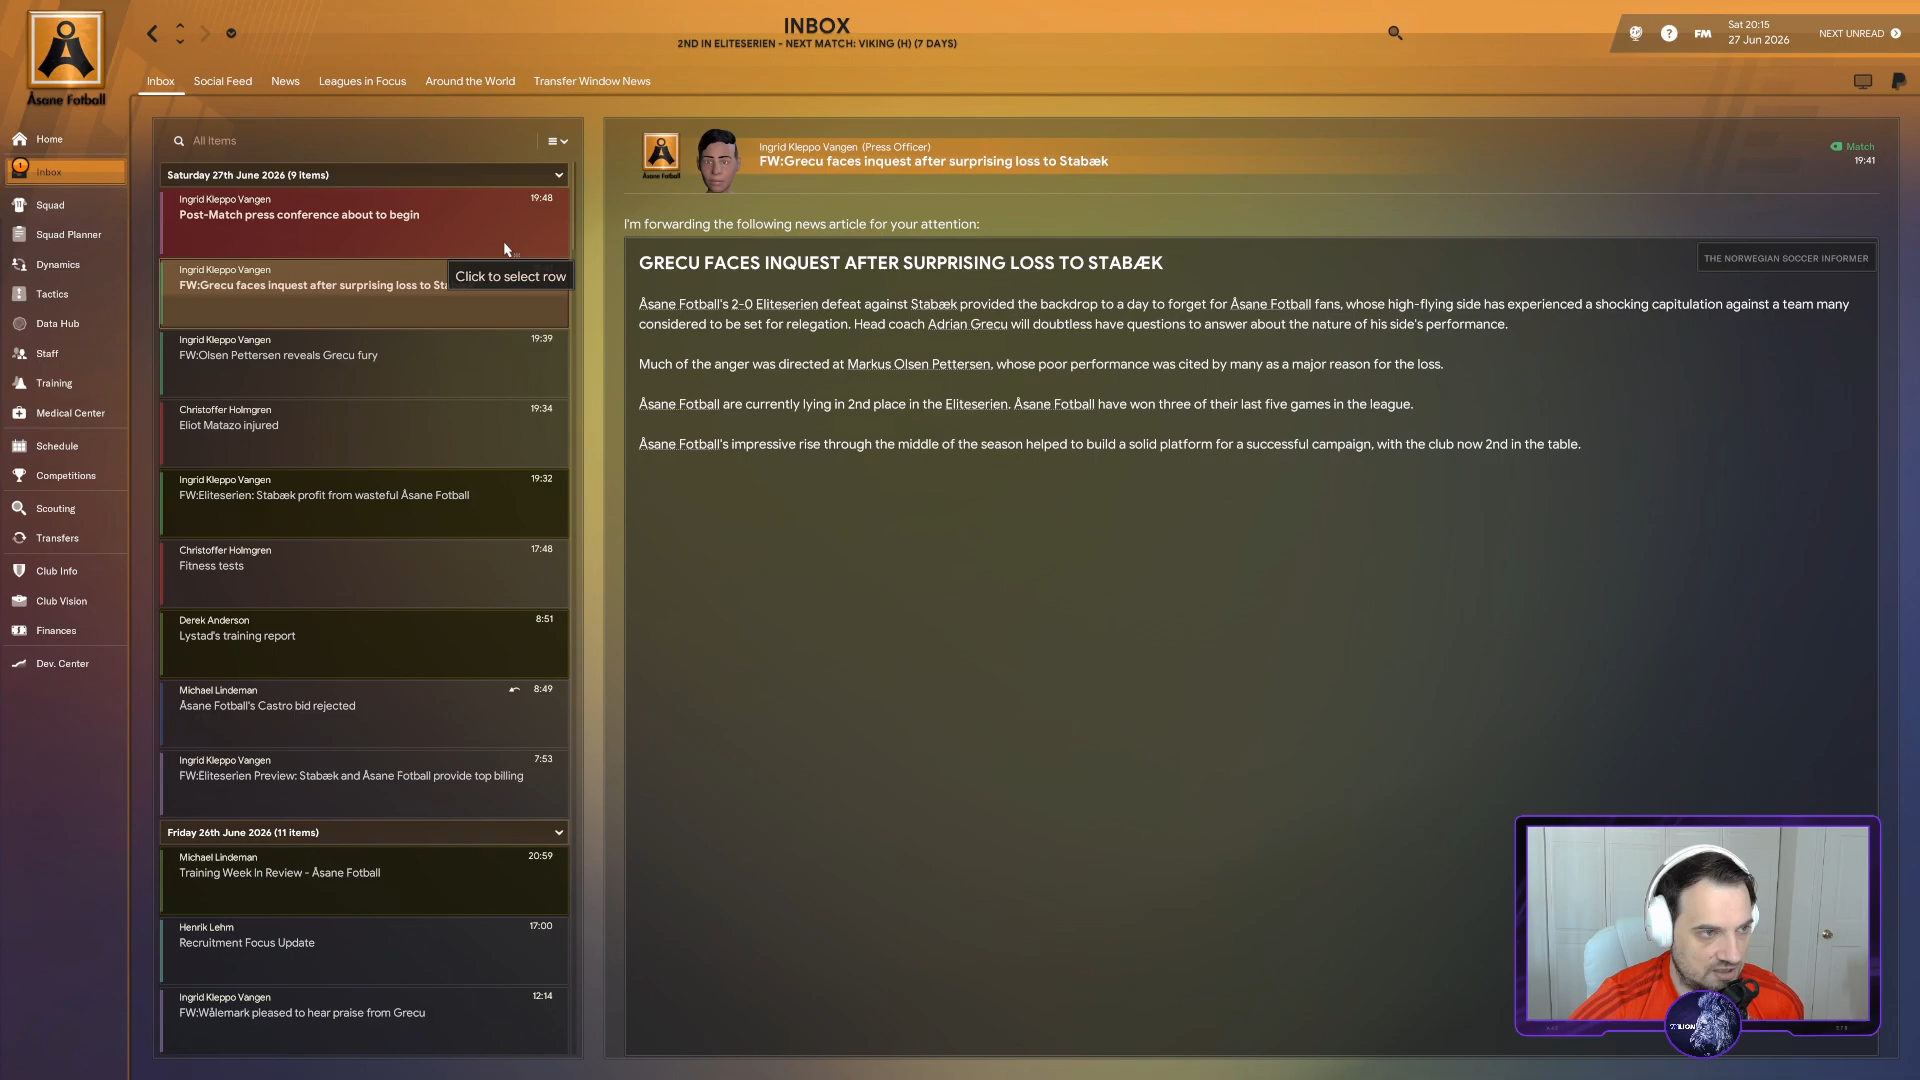 INBOX
2ND IN ELITESERIEN - NEXT MATCH: VIKING (H) (7 DAYS)
?
FM
Sat 20:15
27 Jun 2026
NEXT UNREAD
Åsane Fotball
Inbox
Social Feed
News
Leagues in Focus
Around the World
Transfer Window News
Home
1
Inbox
Squad
Squad Planner
Dynamics
Tactics
Data Hub
Staff
Training
Medical Center
Schedule
Competitions
Scouting
Transfers
Club Info
Club Vision
Finances
Dev. Center
All Items
Saturday 27th June 2026 (9 Items)
Ingrid Kleppo Vangen 19:48
Post-Match press conference about to begin
Ingrid Kleppo Vangen
FW:Grecu faces inquest after surprising loss to Sta
Click to select row
Ingrid Kleppo Vangen 19:39
FW:Olsen Pettersen reveals Grecu fury
Christoffer Holmgren 19:34
Eliot Matazo injured
Ingrid Kleppo Vangen 19:32
FW:Eliteserien: Stabæk profit from wasteful Åsane Fotball
Christoffer Holmgren 17:48
Fitness tests
Derek Anderson 8:51
Lystad's training report
Michael Lindeman 8:49
Åsane Fotball's Castro bid rejected
Ingrid Kleppo Vangen 7:53
FW:Eliteserien Preview: Stabæk and Åsane Fotball provide top billing
Friday 26th June 2026 (11 items)
Michael Lindeman 20:59
Training Week In Review - Åsane Fotball
Henrik Lehm 17:00
Recruitment Focus Update
Ingrid Kleppo Vangen 12:14
FW:Wålemark pleased to hear praise from Grecu
Åsane Fotball
Ingrid Kleppo Vangen (Press Officer)
FW:Grecu faces inquest after surprising loss to Stabæk
Match
19:41
I'm forwarding the following news article for your attention:
GRECU FACES INQUEST AFTER SURPRISING LOSS TO STABÆK
THE NORWEGIAN SOCCER INFORMER
Åsane Fotball's 2-0 Eliteserien defeat against Stabæk provided the backdrop to a day to forget for Åsane Fotball fans, whose high-flying side has experienced a shocking capitulation against a team many
considered to be set for relegation. Head coach Adrian Grecu will doubtless have questions to answer about the nature of his side's performance.
Much of the anger was directed at Markus Olsen Pettersen, whose poor performance was cited by many as a major reason for the loss.
Åsane Fotball are currently lying in 2nd place in the Eliteserien. Åsane Fotball have won three of their last five games in the league.
Åsane Fotball's impressive rise through the middle of the season helped to build a solid platform for a successful campaign, with the club now 2nd in the table.